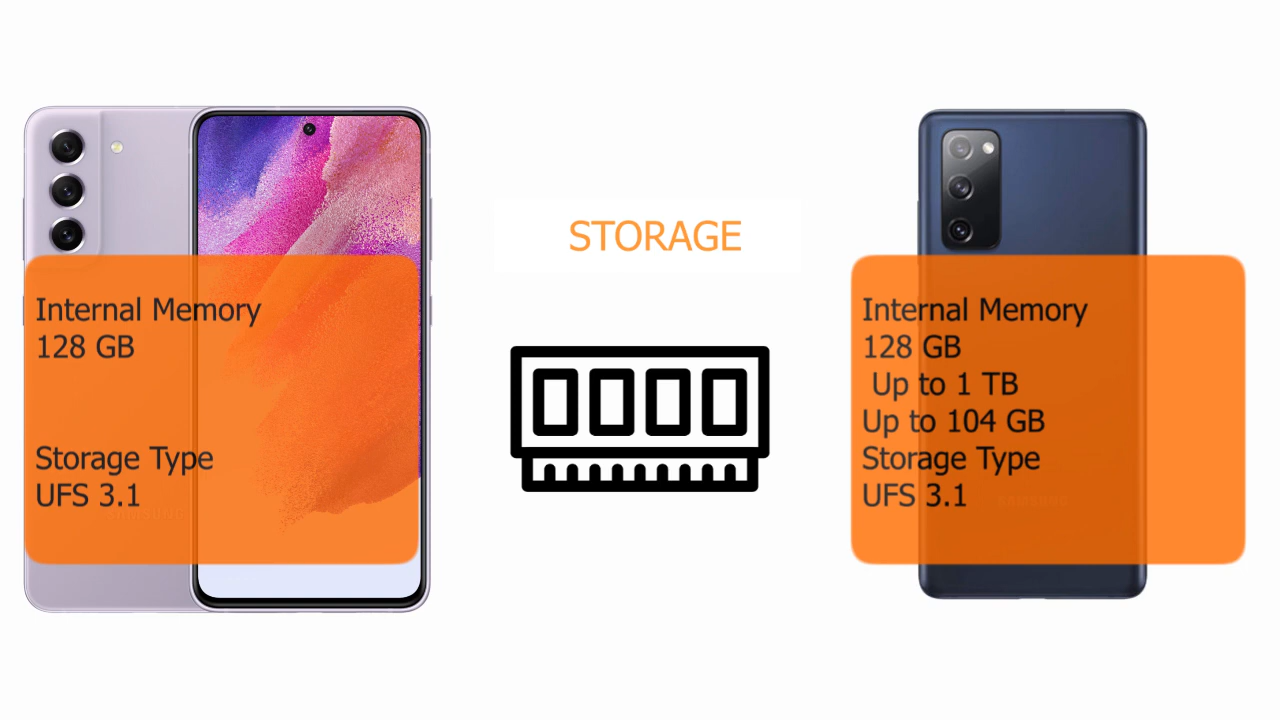 STORAGE
Internal Memory
128 GB
Storage Type
UFS 3.1
Internal Memory
128 GB
Up to 1 TB
Up to 104 GB
Storage Type
UFS 3.1